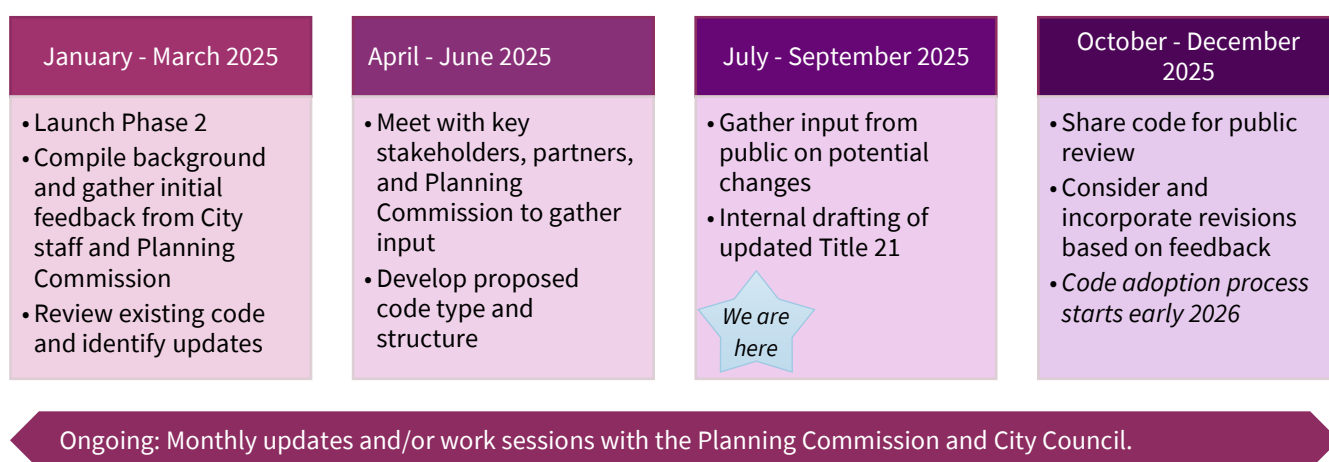 January - March 2025
• Launch Phase 2
• Compile background
and gather initial
feedback from City
staff and Planning
Commission
• Review existing code
and identify updates
April - June 2025
• Meet with key
stakeholders, partners,
and Planning
Commission to gather
input
• Develop proposed
code type and
structure
July - September 2025
• Gather input from
public on potential
changes
• Internal drafting of
updated Title 21
We are
here
October - December
2025
• Share code for public
review
• Consider and
incorporate revisions
based on feedback
• Code adoption process
starts early 2026
Ongoing: Monthly updates and/or work sessions with the Planning Commission and City Council.